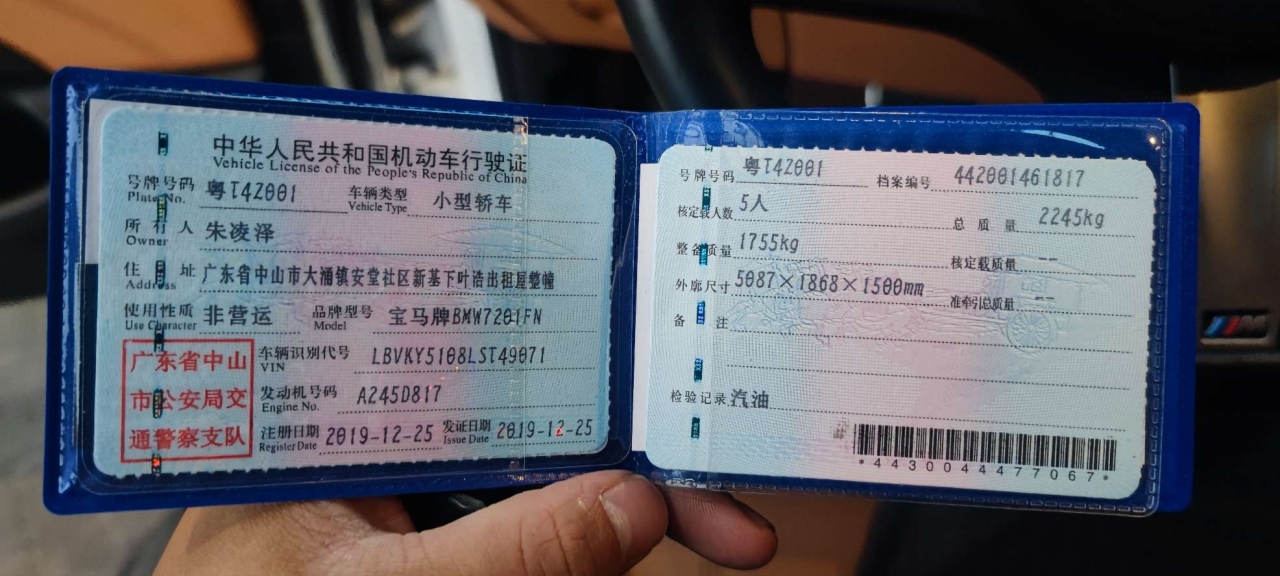 中华人民共和国机动车行驶证
Vehicle License of the People's Republic of China
号牌号码 粤T4Z001 车辆类型 小型轿车
Plate No. Vehicle Type
所有人 朱凌泽
Owner
住址 广东省中山市大涌镇安堂社区新基下叶浩出租屋整幢
Address
使用性质 非营运 品牌型号 宝马牌BMW7201FN
Use Character Model
广东省中山
市公安局交
通警察支队
车辆识别代号 LBVKY5108LST49071
VIN
发动机号码 A245D817
Engine No.
注册日期 2019-12-25 发证日期 2019-12-25
Register Date Issue Date
号牌号码 粤T4Z001 档案编号 442001461817
核定载人数 5人 总质量 2245kg
整备质量 1755kg 核定载质量 --
外廓尺寸 5087×1868×1500mm 准牵引总质量 --
备注
检验记录 汽油
*4430044477067*
M